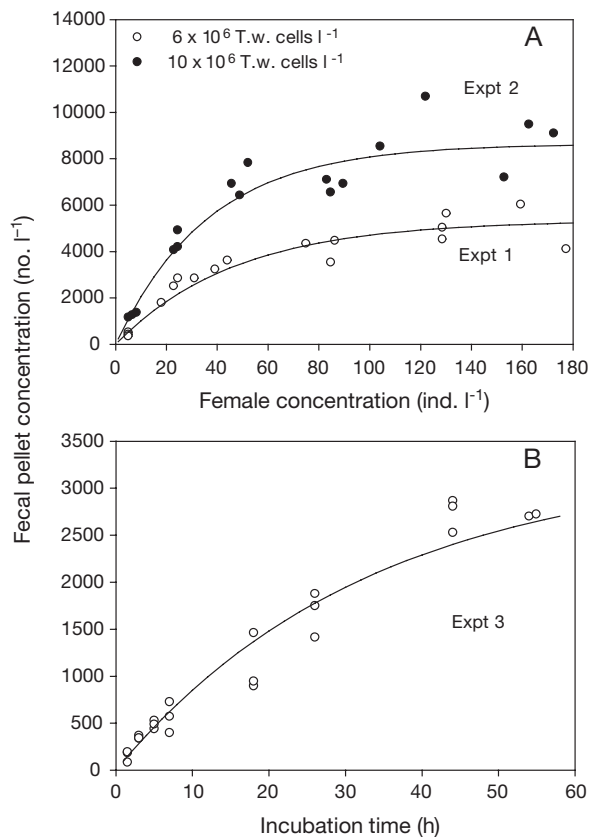 A
6 x 10⁶ T.w. cells l⁻¹
10 x 10⁶ T.w. cells l⁻¹
Expt 2
Expt 1
14000
12000
10000
8000
6000
4000
2000
0
0 20 40 60 80 100 120 140 160 180
Female concentration (ind. l⁻¹)
Fecal pellet concentration (no. l⁻¹)
B
3500
3000
2500
2000
1500
1000
500
0
Expt 3
0 10 20 30 40 50 60
Incubation time (h)